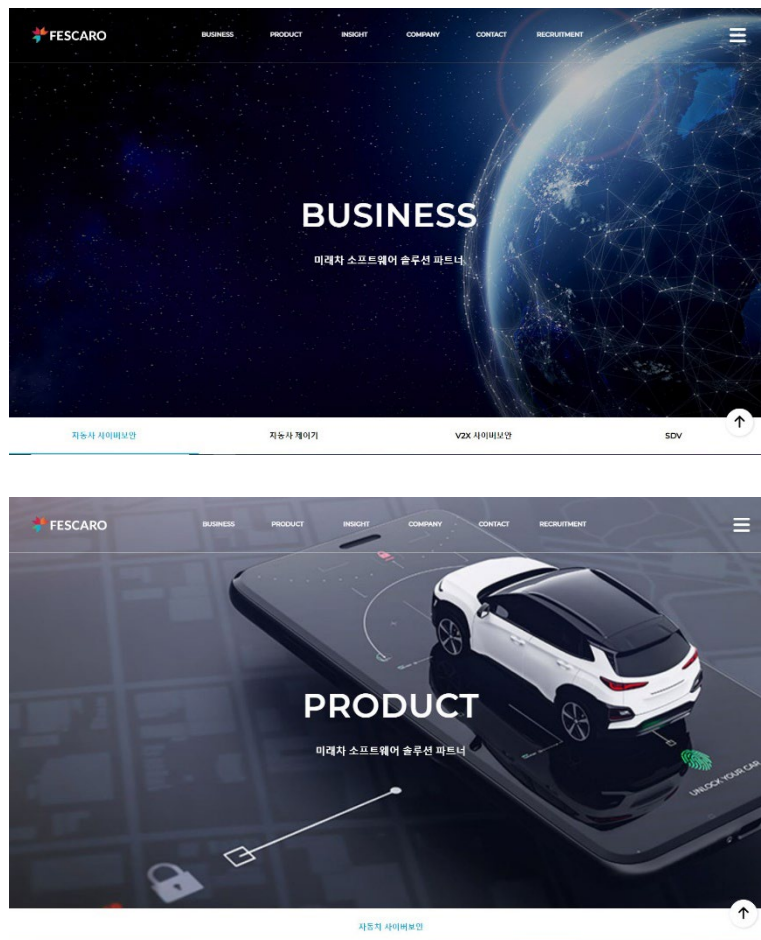 FESCARO BUSINESS PRODUCT INSIGHT COMPANY CONTACT RECRUITMENT
BUSINESS
미래차 소프트웨어 솔루션 파트너
자동차 사이버보안 자동차 제어기 V2X 사이버보안 SDV
FESCARO BUSINESS PRODUCT INSIGHT COMPANY CONTACT RECRUITMENT
PRODUCT
미래차 소프트웨어 솔루션 파트너
UNLOCK YOUR CAR
자동차 사이버보안